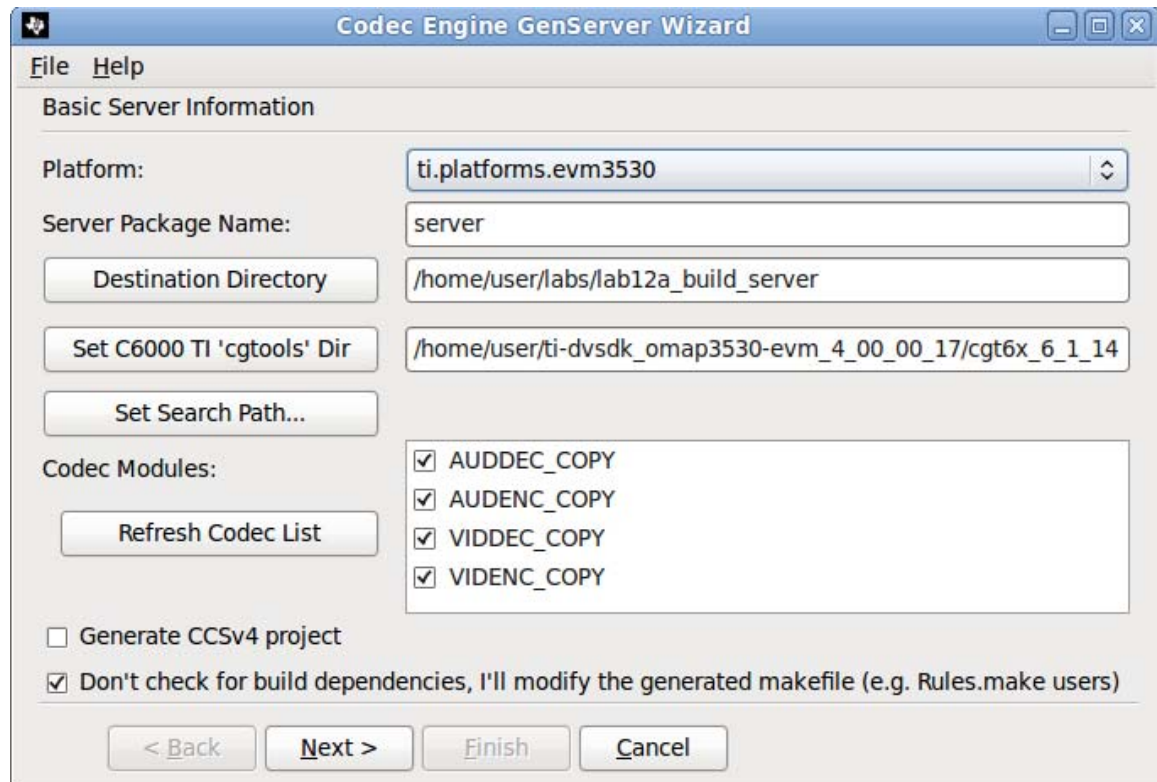 Codec Engine GenServer Wizard
File Help
Basic Server Information
Platform: ti.platforms.evm3530
Server Package Name: server
Destination Directory /home/user/labs/lab12a_build_server
Set C6000 TI 'cgtools' Dir /home/user/ti-dvsdk_omap3530-evm_4_00_00_17/cgt6x_6_1_14
Set Search Path...
Codec Modules:
Refresh Codec List
AUDDEC_COPY
AUDENC_COPY
VIDDEC_COPY
VIDENC_COPY
Generate CCSv4 project
Don't check for build dependencies, I'll modify the generated makefile (e.g. Rules.make users)
< Back Next > Finish Cancel